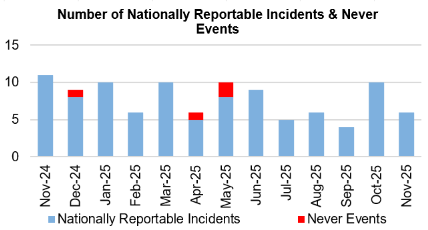 Number of Nationally Reportable Incidents & Never
Events
15
10
5
0
Nov-24
Dec-24
Jan-25
Feb-25
Mar-25
Apr-25
May-25
Jun-25
Jul-25
Aug-25
Sep-25
Oct-25
Nov-25
Nationally Reportable Incidents
Never Events